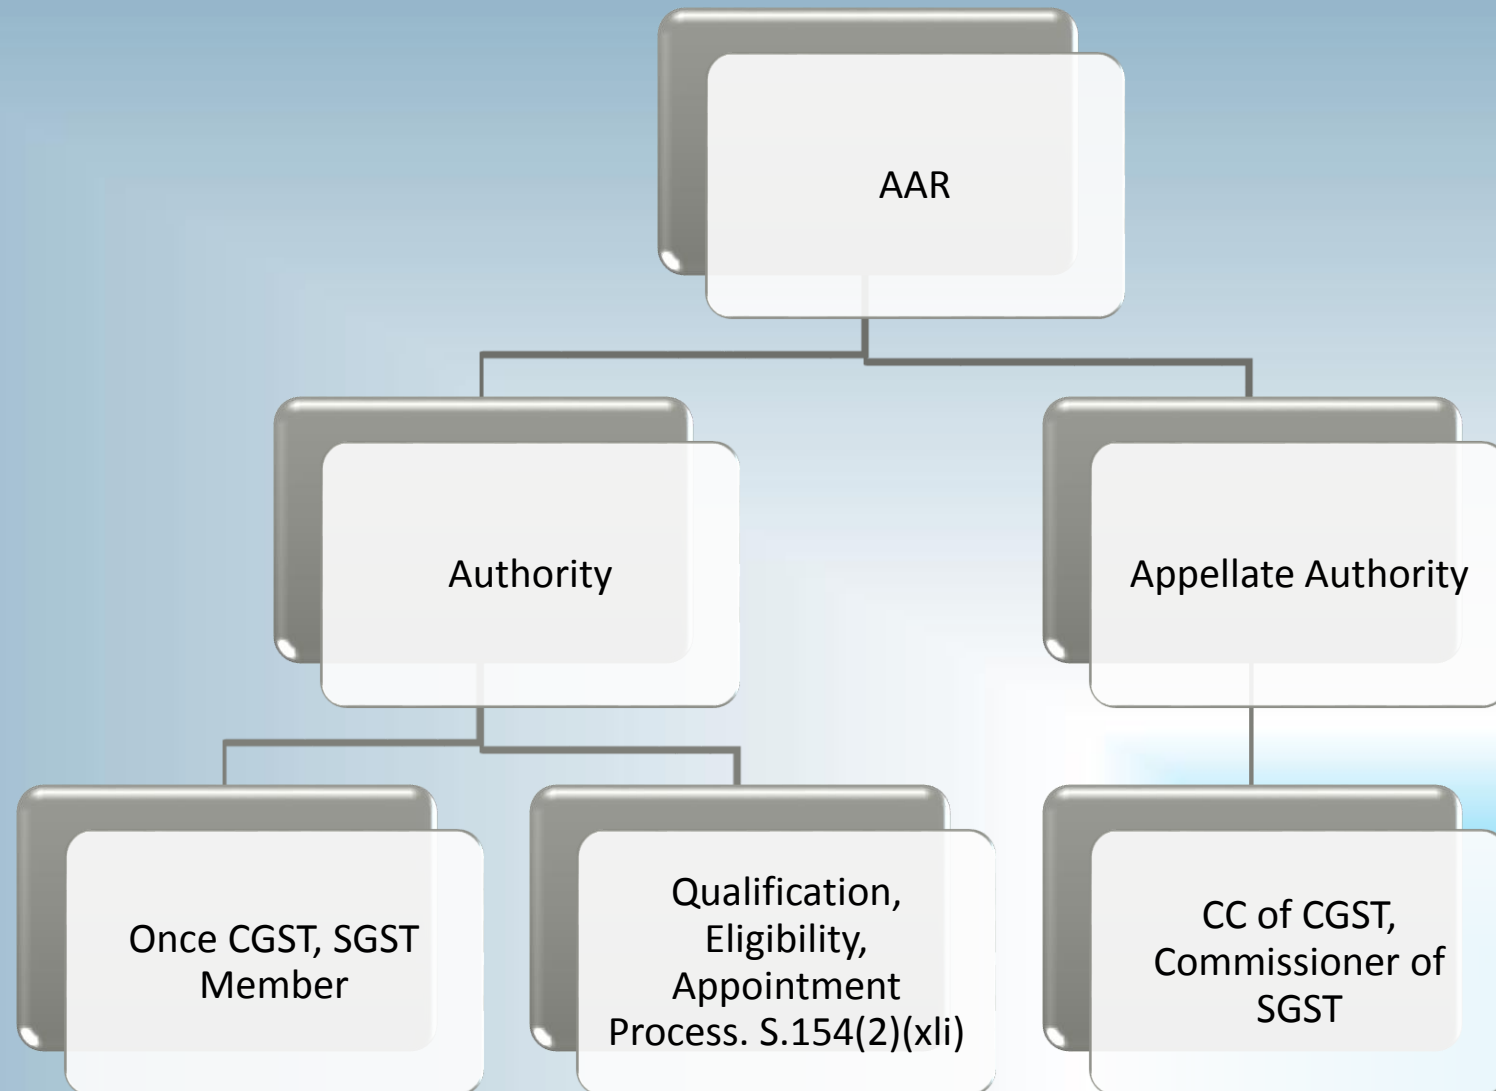 AAR
Authority
Appellate Authority
Once CGST, SGST
Member
Qualification,
Eligibility,
Appointment
Process. S.154(2)(xli)
CC of CGST,
Commissioner of
SGST